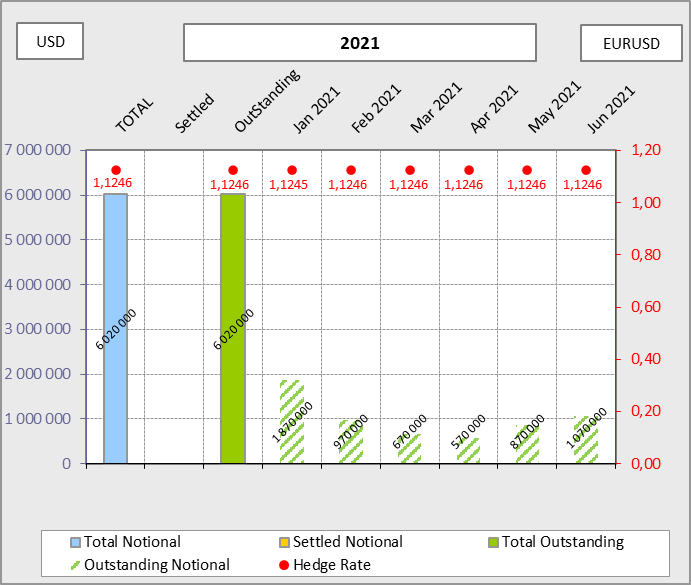 USD
2021
EURUSD
TOTAL
Settled
OutStanding
Jan 2021
Feb 2021
Mar 2021
Apr 2021
May 2021
Jun 2021
7 000 000
6 000 000
5 000 000
4 000 000
3 000 000
2 000 000
1 000 000
0
1,1246
1,1246
1,1245
1,1246
1,1246
1,1246
1,1246
1,1246
6 020 000
6 020 000
1 870 000
970 000
670 000
570 000
870 000
1 070 000
1,20
1,00
0,80
0,60
0,40
0,20
0,00
Total Notional
Settled Notional
Total Outstanding
Outstanding Notional
Hedge Rate